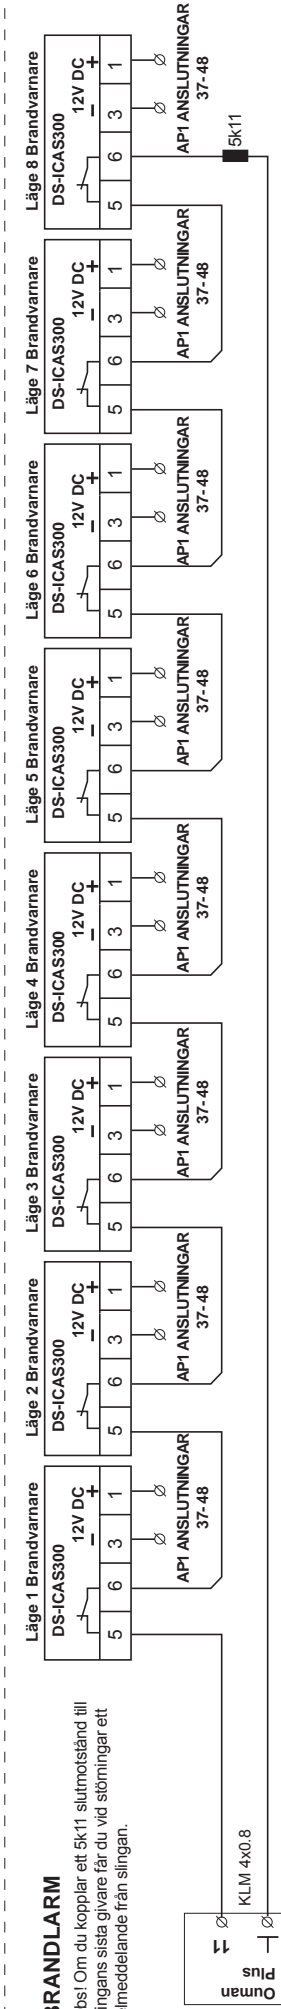 BRANDLARM
bs! Om du kopplar ett 5k11 slutmotstånd till
ingans sista givare får du vid störningar ett
elmeddelande från slingan.
Ouman
Plus
11
KLM 4x0.8
Läge 1 Brandvarnare
DS-ICAS300
12V DC
– +
5 6 3 1
AP1 ANSLUTNINGAR
37-48
Läge 2 Brandvarnare
DS-ICAS300
12V DC
– +
5 6 3 1
AP1 ANSLUTNINGAR
37-48
Läge 3 Brandvarnare
DS-ICAS300
12V DC
– +
5 6 3 1
AP1 ANSLUTNINGAR
37-48
Läge 4 Brandvarnare
DS-ICAS300
12V DC
– +
5 6 3 1
AP1 ANSLUTNINGAR
37-48
Läge 5 Brandvarnare
DS-ICAS300
12V DC
– +
5 6 3 1
AP1 ANSLUTNINGAR
37-48
Läge 6 Brandvarnare
DS-ICAS300
12V DC
– +
5 6 3 1
AP1 ANSLUTNINGAR
37-48
Läge 7 Brandvarnare
DS-ICAS300
12V DC
– +
5 6 3 1
AP1 ANSLUTNINGAR
37-48
Läge 8 Brandvarnare
DS-ICAS300
12V DC
– +
5 6 3 1
AP1 ANSLUTNINGAR
37-48
5k11